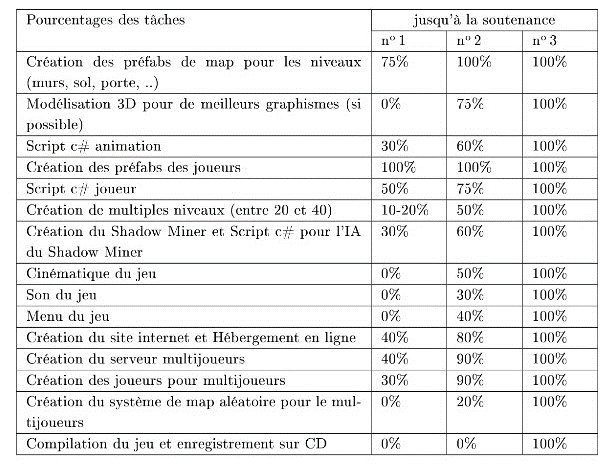 Pourcentages des tâches jusqu'à la soutenance
n° 1 n° 2 n° 3
Création des préfabs de map pour les niveaux 75% 100% 100%
(murs, sol, porte, ..)
Modélisation 3D pour de meilleurs graphismes (si 0% 75% 100%
possible)
Script c# animation 30% 60% 100%
Création des préfabs des joueurs 100% 100% 100%
Script c# joueur 50% 75% 100%
Création de multiples niveaux (entre 20 et 40) 10-20% 50% 100%
Création du Shadow Miner et Script c# pour l'IA 30% 60% 100%
du Shadow Miner
Cinématique du jeu 0% 50% 100%
Son du jeu 0% 30% 100%
Menu du jeu 0% 40% 100%
Création du site internet et Hébergement en ligne 40% 80% 100%
Création du serveur multijoueurs 40% 90% 100%
Création des joueurs pour multijoueurs 30% 90% 100%
Création du système de map aléatoire pour le mul- 0% 20% 100%
tijoueurs
Compilation du jeu et enregistrement sur CD 0% 0% 100%